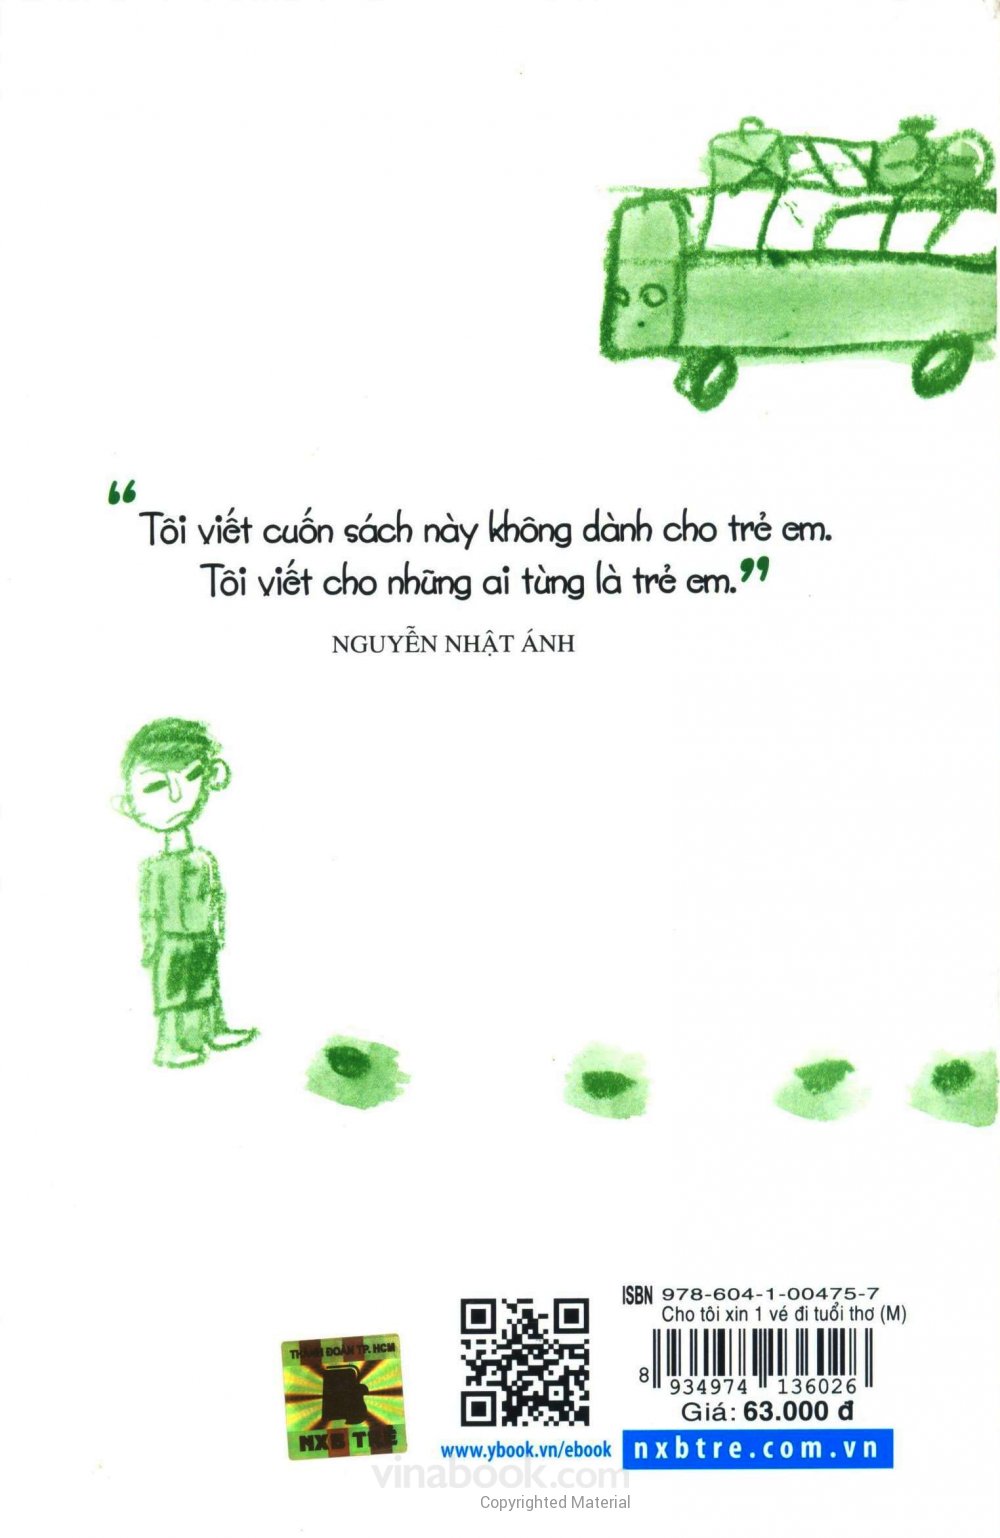 “Tôi viết cuốn sách này không dành cho trẻ em.
Tôi viết cho những ai từng là trẻ em.”
NGUYỄN NHẬT ÁNH
ISBN 978-604-1-00475-7
Cho tôi xin 1 vé đi tuổi thơ (M)
8 934974 136026
Giá: 63.000 đ
THÀNH ĐOÀN TP. HCM
NXB TRẺ
www.ybook.vn/ebook
nxbtre.com.vn
vinabook.com
Copyrighted Material